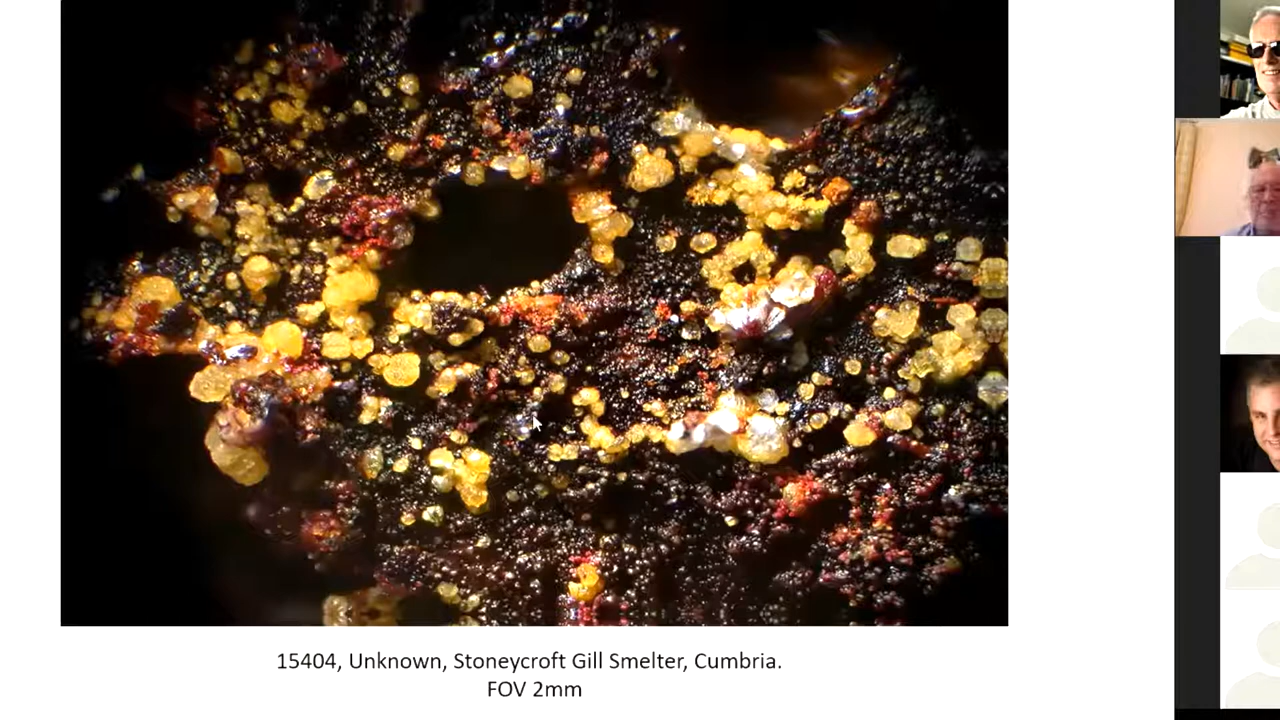 15404, Unknown, Stoneycroft Gill Smelter, Cumbria.
FOV 2mm